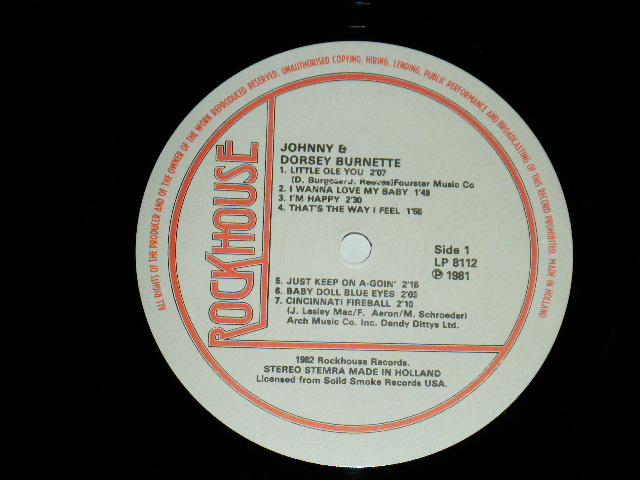 ALL RIGHTS OF THE PRODUCER AND OF THE OWNER OF THE WORK REPRODUCED RESERVED. UNAUTHORISED COPYING, HIRING, LENDING, PUBLIC PERFORMANCE AND BROADCASTING OF THIS RECORD PROHIBITED. MADE IN HOLLAND
ROCKHOUSE
JOHNNY &
DORSEY BURNETTE
1. LITTLE OLE YOU 2'07
(D. Burgess/J. Reeves)Fourstar Music Co
2. I WANNA LOVE MY BABY 1'49
3. I'M HAPPY 2'30
4. THAT'S THE WAY I FEEL 1'56
Side 1
LP 8112
℗ 1981
5. JUST KEEP ON A-GOIN' 2'16
6. BABY DOLL BLUE EYES 2'03
7. CINCINNATI FIREBALL 2'10
(J. Lesley Mac/F. Aaron/M. Schroeder)
Arch Music Co. Inc. Dandy Dittys Ltd.
1982 Rockhouse Records.
STEREO STEMRA MADE IN HOLLAND
Licensed from Solid Smoke Records USA.